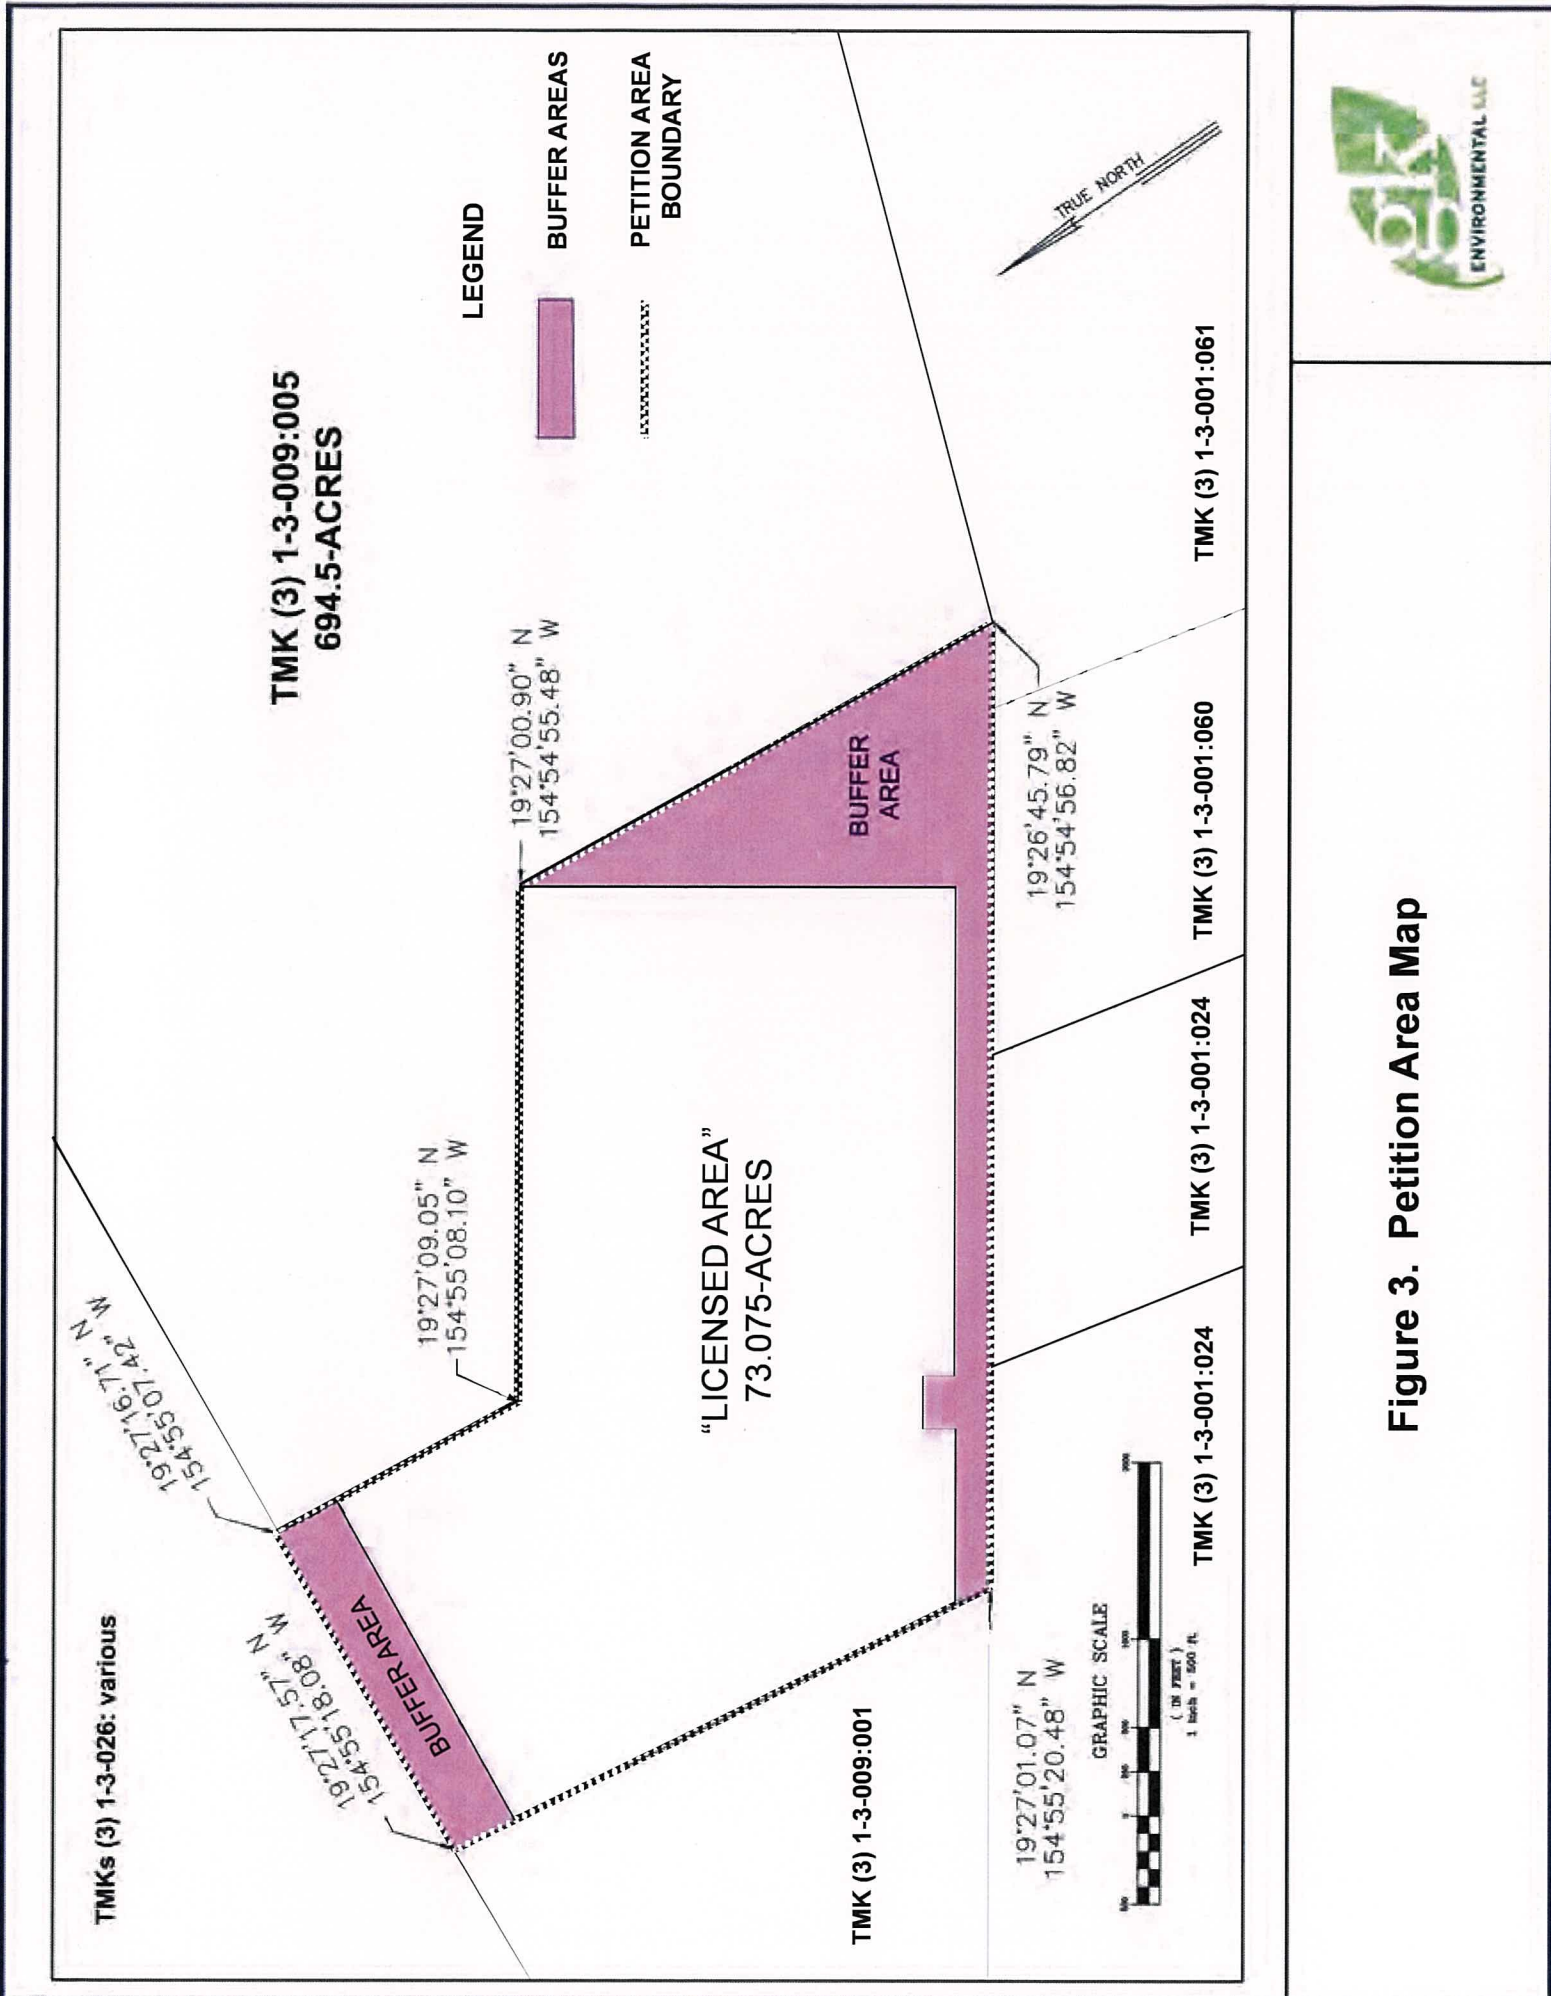 TMKs (3) 1-3-026: various
TMK (3) 1-3-009:005
694.5-ACRES
LEGEND
BUFFER AREAS
PETITION AREA
BOUNDARY
19°27'16.71" N
154°55'07.42" W
19°27'17.57" N
154°55'18.08" W
BUFFER AREA
19°27'09.05" N
154°55'08.10" W
19°27'00.90" N
154°54'55.48" W
"LICENSED AREA"
73.075-ACRES
BUFFER
AREA
TRUE NORTH
TMK (3) 1-3-009:001
19°27'01.07" N
154°55'20.48" W
19°26'45.79" N
154°54'56.82" W
GRAPHIC SCALE
( IN FEET )
1 inch = 500 ft.
TMK (3) 1-3-001:024
TMK (3) 1-3-001:024
TMK (3) 1-3-001:060
TMK (3) 1-3-001:061
Figure 3. Petition Area Map
ENVIRONMENTAL LLC